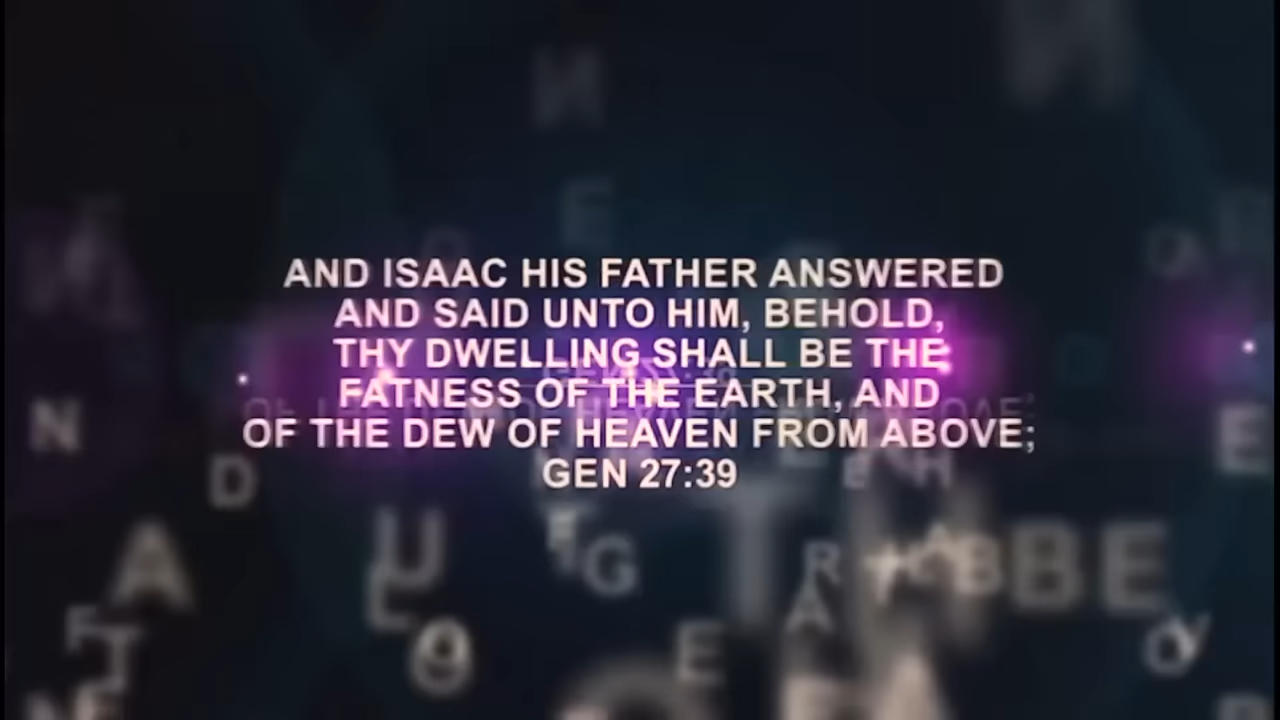 AND ISAAC HIS FATHER ANSWERED
AND SAID UNTO HIM, BEHOLD,
THY DWELLING SHALL BE THE
FATNESS OF THE EARTH, AND
OF THE DEW OF HEAVEN FROM ABOVE;
GEN 27:39